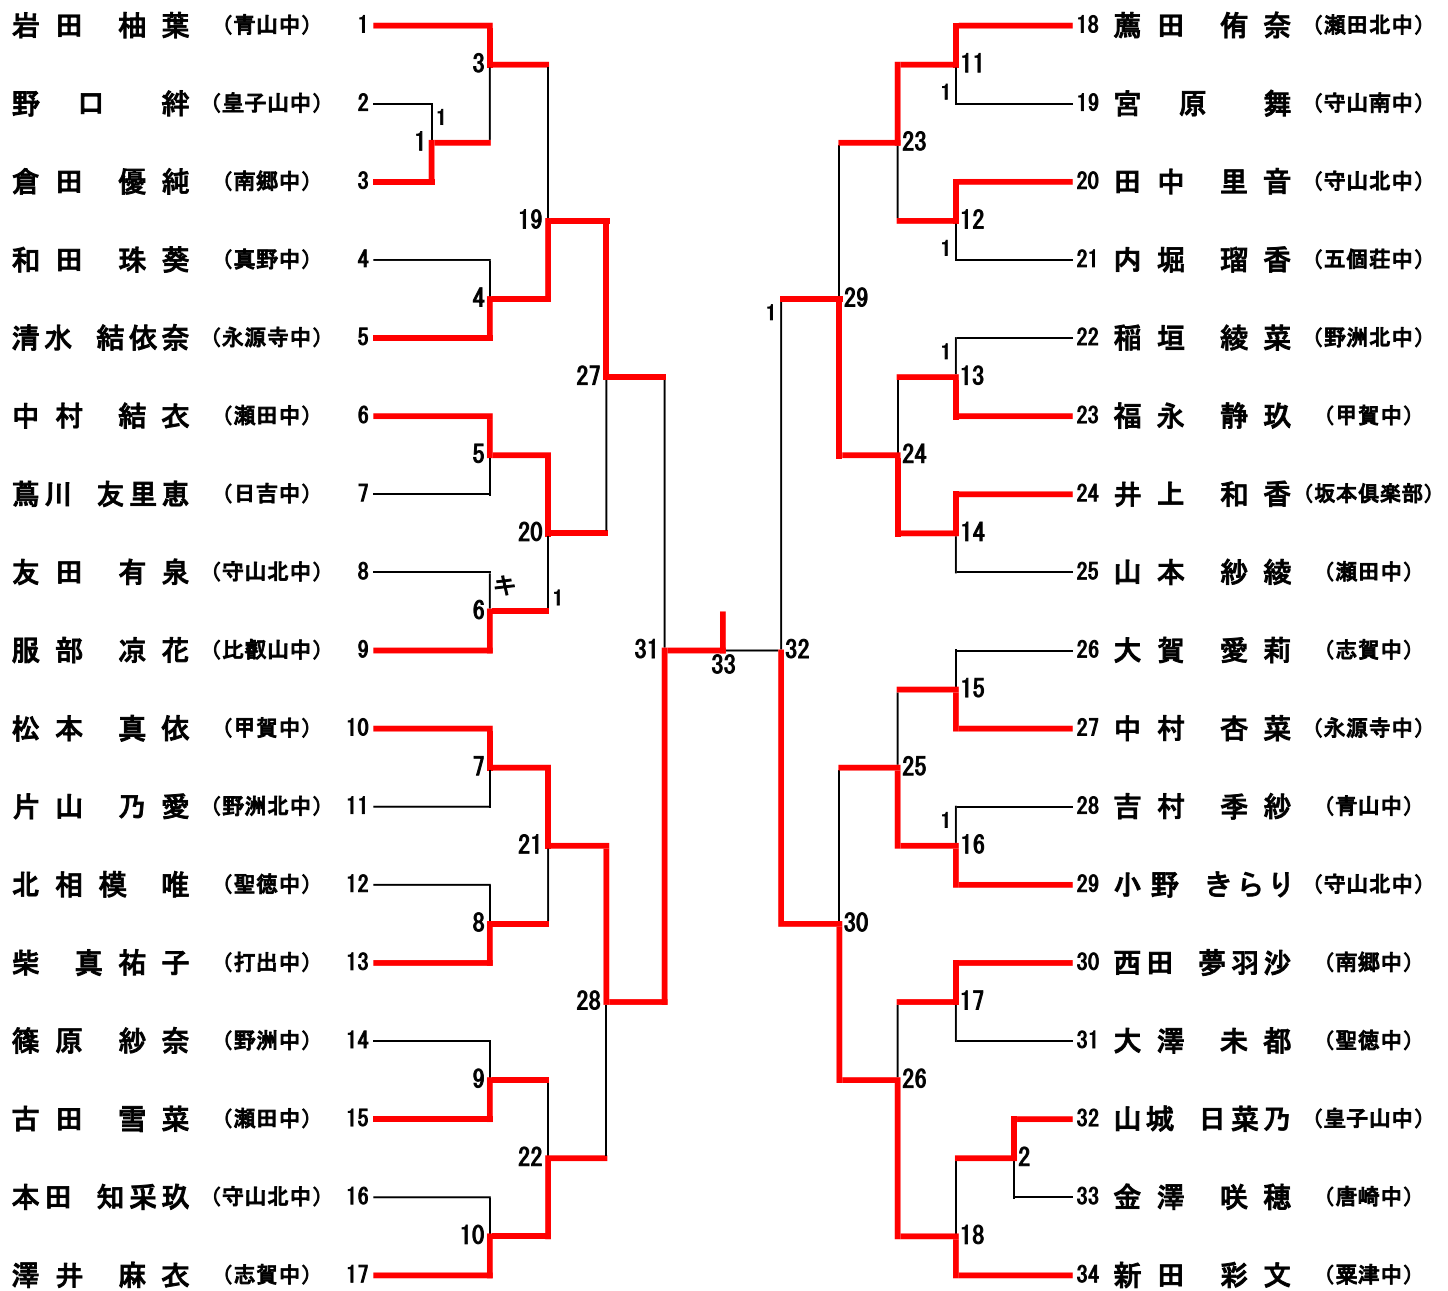 岩田 柚葉 （青山中） 1
野口 絆 （皇子山中） 2
倉田 優純 （南郷中） 3
和田 珠葵 （真野中） 4
清水 結依奈 （永源寺中） 5
中村 結衣 （瀬田中） 6
蔦川 友里恵 （日吉中） 7
友田 有泉 （守山北中） 8
服部 凉花 （比叡山中） 9
松本 真依 （甲賀中） 10
片山 乃愛 （野洲北中） 11
北相模 唯 （聖徳中） 12
柴 真祐子 （打出中） 13
篠原 紗奈 （野洲中） 14
古田 雪菜 （瀬田中） 15
本田 知采玖 （守山北中） 16
澤井 麻衣 （志賀中） 17
3
1
1
19
4
27
5
20
キ
6
1
7
21
8
28
9
22
10
31
33
32
1
29
23
11
1
12
1
1
13
24
14
15
25
1
16
30
17
26
2
18
18 薦田 侑奈 （瀬田北中）
19 宮原 舞 （守山南中）
20 田中 里音 （守山北中）
21 内堀 瑠香 （五個荘中）
22 稲垣 綾菜 （野洲北中）
23 福永 静玖 （甲賀中）
24 井上 和香 （坂本倶楽部）
25 山本 紗綾 （瀬田中）
26 大賀 愛莉 （志賀中）
27 中村 杏菜 （永源寺中）
28 吉村 季紗 （青山中）
29 小野 きらり （守山北中）
30 西田 夢羽沙 （南郷中）
31 大澤 未都 （聖徳中）
32 山城 日菜乃 （皇子山中）
33 金澤 咲穂 （唐崎中）
34 新田 彩文 （粟津中）